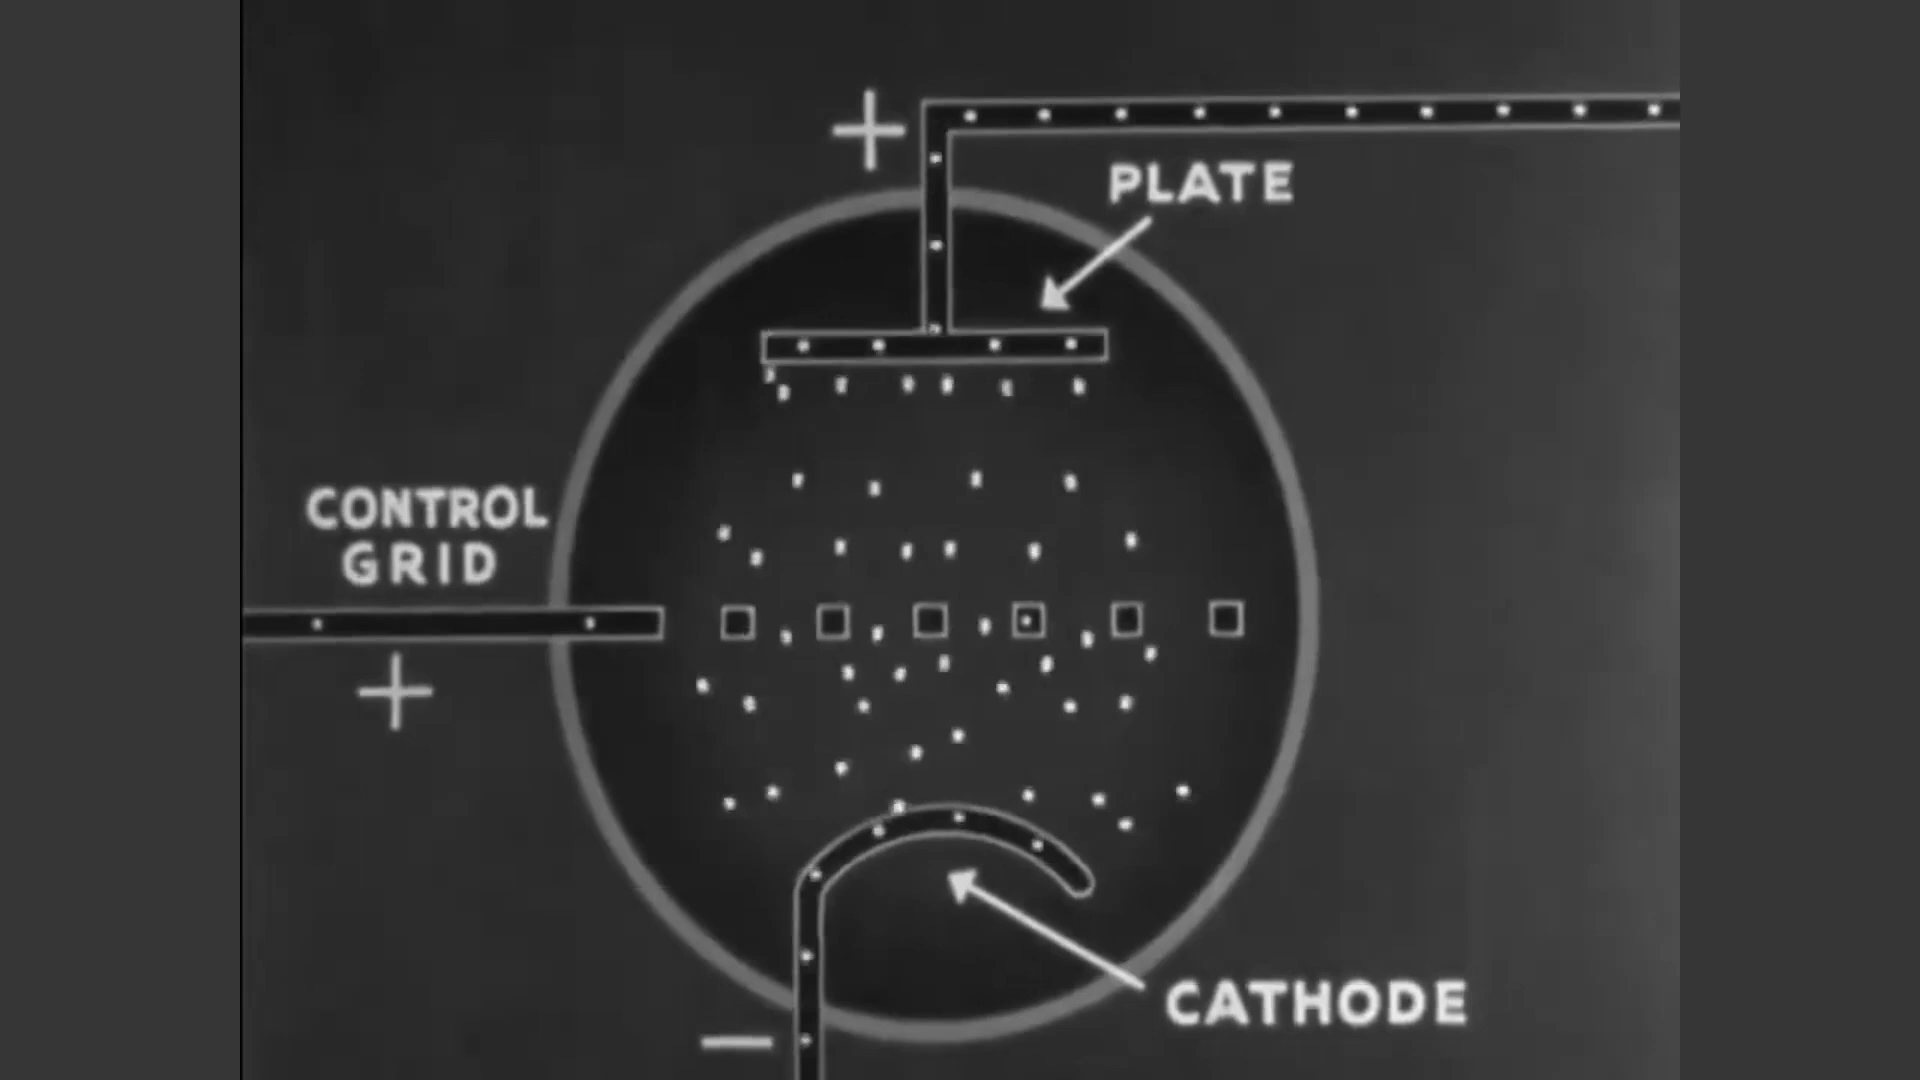 +
PLATE
CONTROL
GRID
+
CATHODE
−